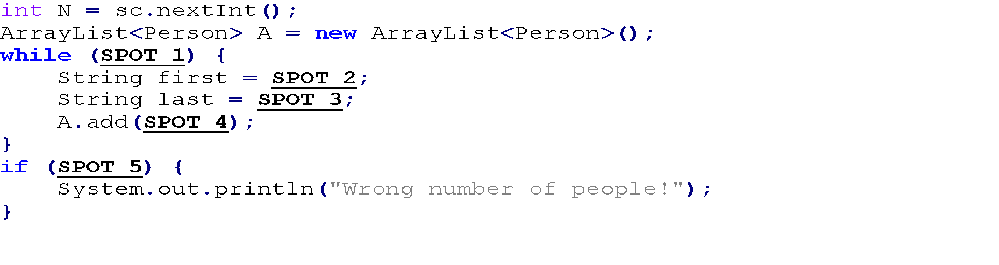 int N = sc.nextInt();
ArrayList<Person> A = new ArrayList<Person>();
while (SPOT 1) {
    String first = SPOT 2;
    String last = SPOT 3;
    A.add(SPOT 4);
}
if (SPOT 5) {
    System.out.println("Wrong number of people!");
}